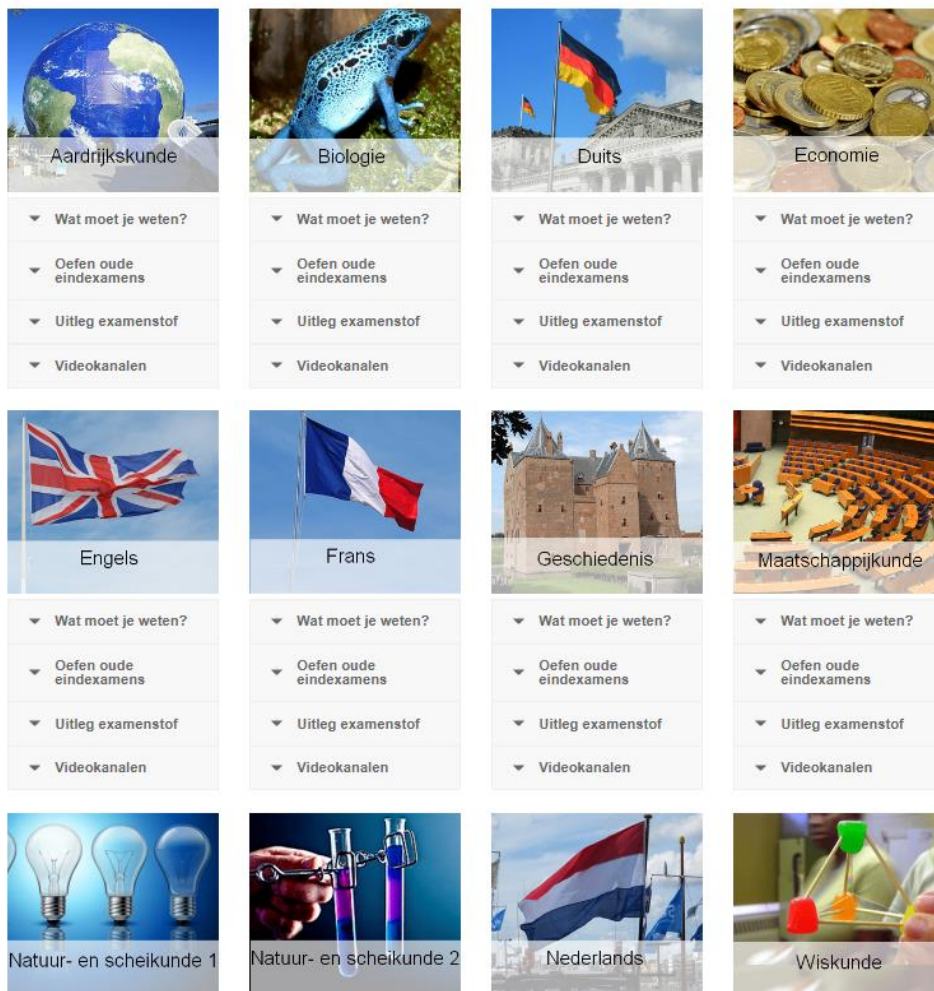 Aardrijkskunde
Biologie
Duits
Economie
Wat moet je weten?
Wat moet je weten?
Wat moet je weten?
Wat moet je weten?
Oefen oude
eindexamens
Oefen oude
eindexamens
Oefen oude
eindexamens
Oefen oude
eindexamens
Uitleg examenstof
Uitleg examenstof
Uitleg examenstof
Uitleg examenstof
Videokanalen
Videokanalen
Videokanalen
Videokanalen
Engels
Frans
Geschiedenis
Maatschappijkunde
Wat moet je weten?
Wat moet je weten?
Wat moet je weten?
Wat moet je weten?
Oefen oude
eindexamens
Oefen oude
eindexamens
Oefen oude
eindexamens
Oefen oude
eindexamens
Uitleg examenstof
Uitleg examenstof
Uitleg examenstof
Uitleg examenstof
Videokanalen
Videokanalen
Videokanalen
Videokanalen
Natuur- en scheikunde 1
Natuur- en scheikunde 2
Nederlands
Wiskunde